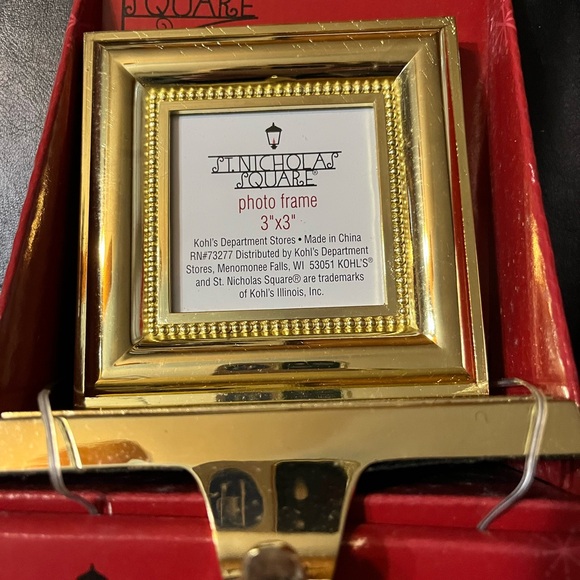 SQUARE
ST. NICHOLAS
SQUARE®
photo frame
3"x3"
Kohl's Department Stores • Made in China
RN#73277 Distributed by Kohl's Department
Stores, Menomonee Falls, WI 53051 KOHL'S®
and St. Nicholas Square® are trademarks
of Kohl's Illinois, Inc.